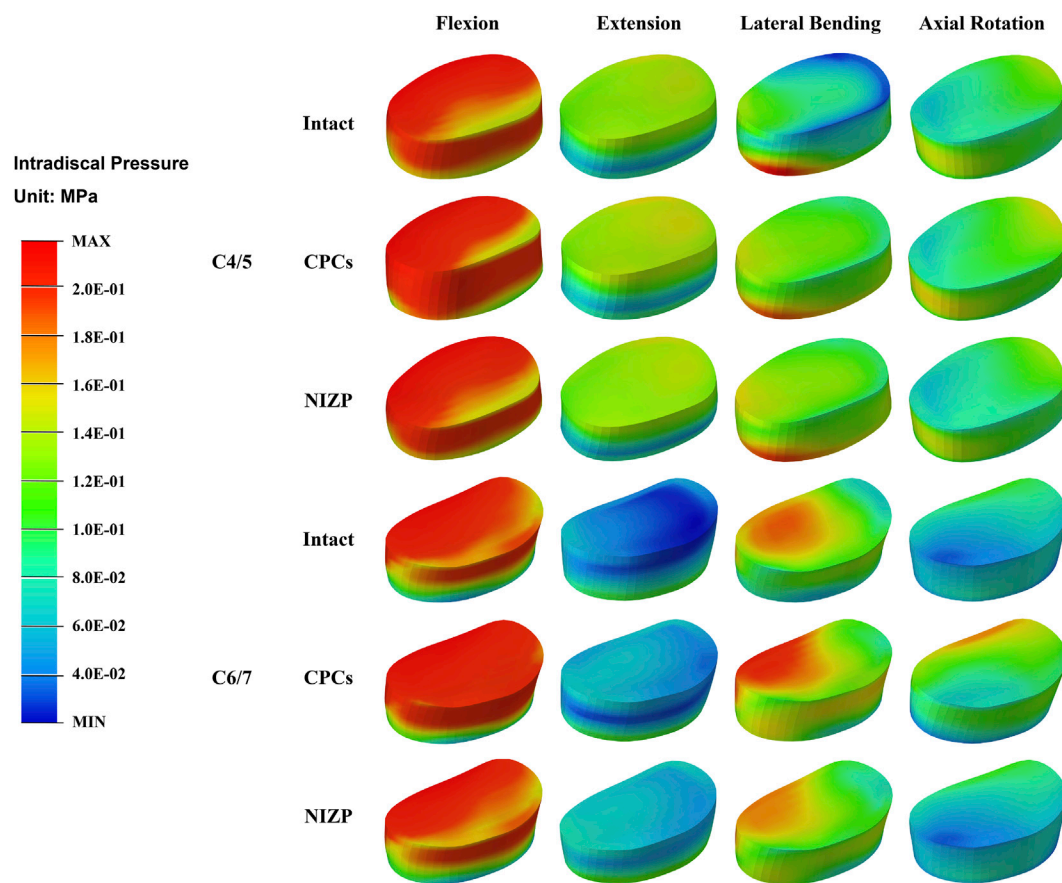 Flexion Extension Lateral Bending Axial Rotation
Intact
Intradiscal Pressure
Unit: MPa
MAX
2.0E-01
1.8E-01
1.6E-01
1.4E-01
1.2E-01
1.0E-01
8.0E-02
6.0E-02
4.0E-02
MIN
C4/5 CPCs
NIZP
Intact
C6/7 CPCs
NIZP